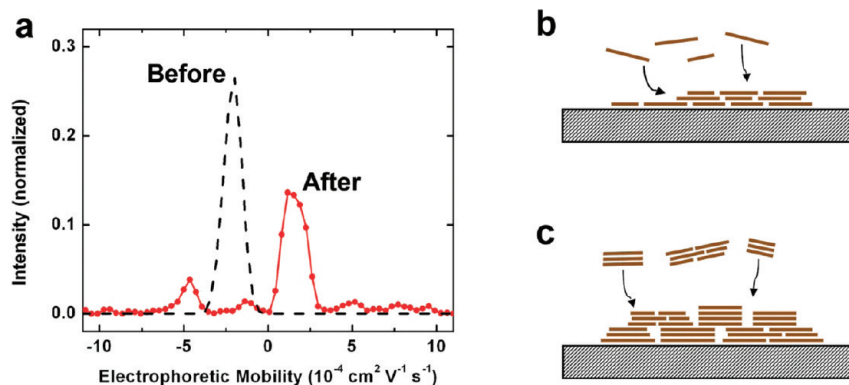 a
0.3
Before
0.2
After
0.1
0.0
Intensity (normalized)
-10 -5 0 5 10
Electrophoretic Mobility (10⁻⁴ cm² V⁻¹ s⁻¹)
b
c